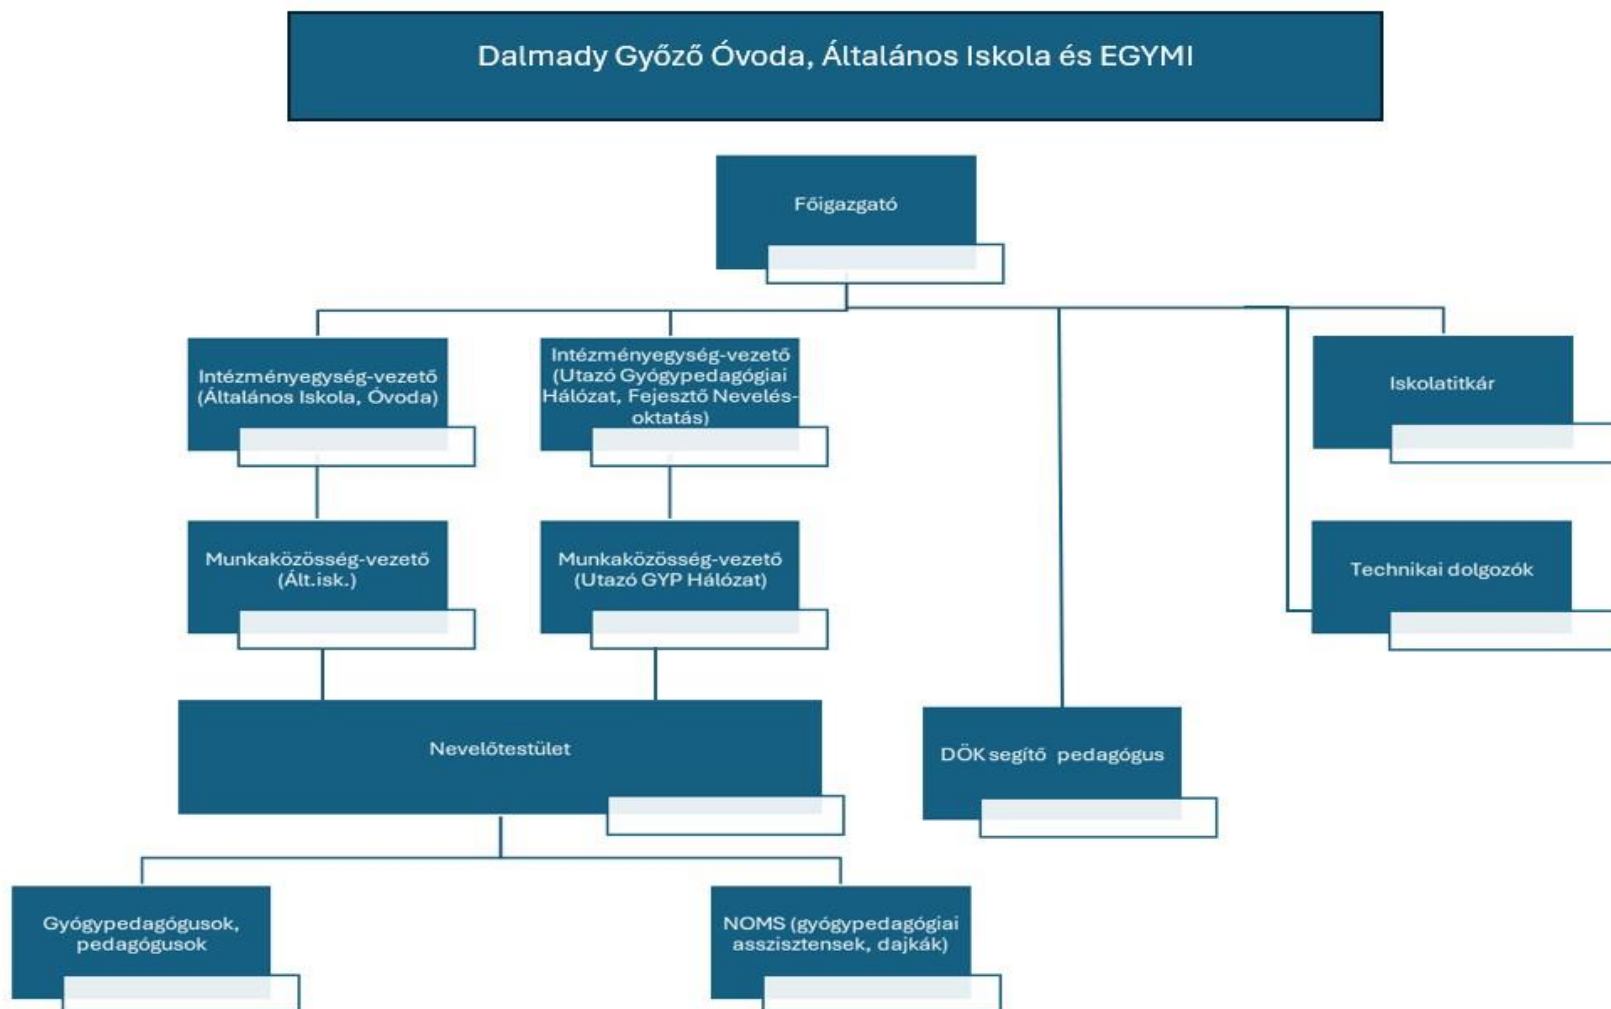 Dalmady Győző Óvoda, Általános Iskola és EGYMI
Főigazgató
Intézményegység-vezető
(Általános Iskola, Óvoda)
Intézményegység-vezető
(Utazó Gyógypedagógiai
Hálózat, Fejesztő Nevelés-
oktatás)
Iskolatitkár
Munkaközösség-vezető
(Ált.isk.)
Munkaközösség-vezető
(Utazó GYP Hálózat)
Technikai dolgozók
Nevelőtestület
DÖK segítő pedagógus
Gyógypedagógusok,
pedagógusok
NOMS (gyógypedagógiai
asszisztensek, dajkák)